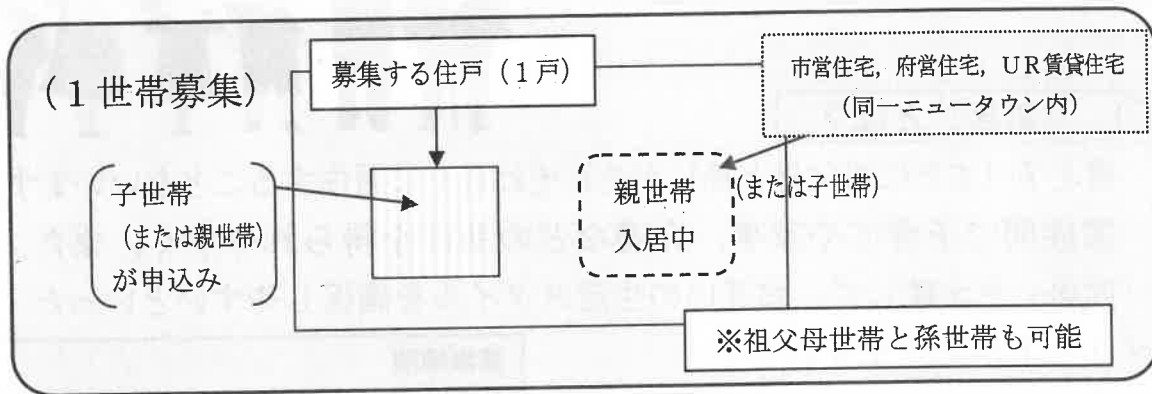 (1世帯募集)
募集する住戸(1戸)
市営住宅,府営住宅,UR賃貸住宅
(同一ニュータウン内)
子世帯
(または親世帯)
が申込み
親世帯
入居中
(または子世帯)
※祖父母世帯と孫世帯も可能